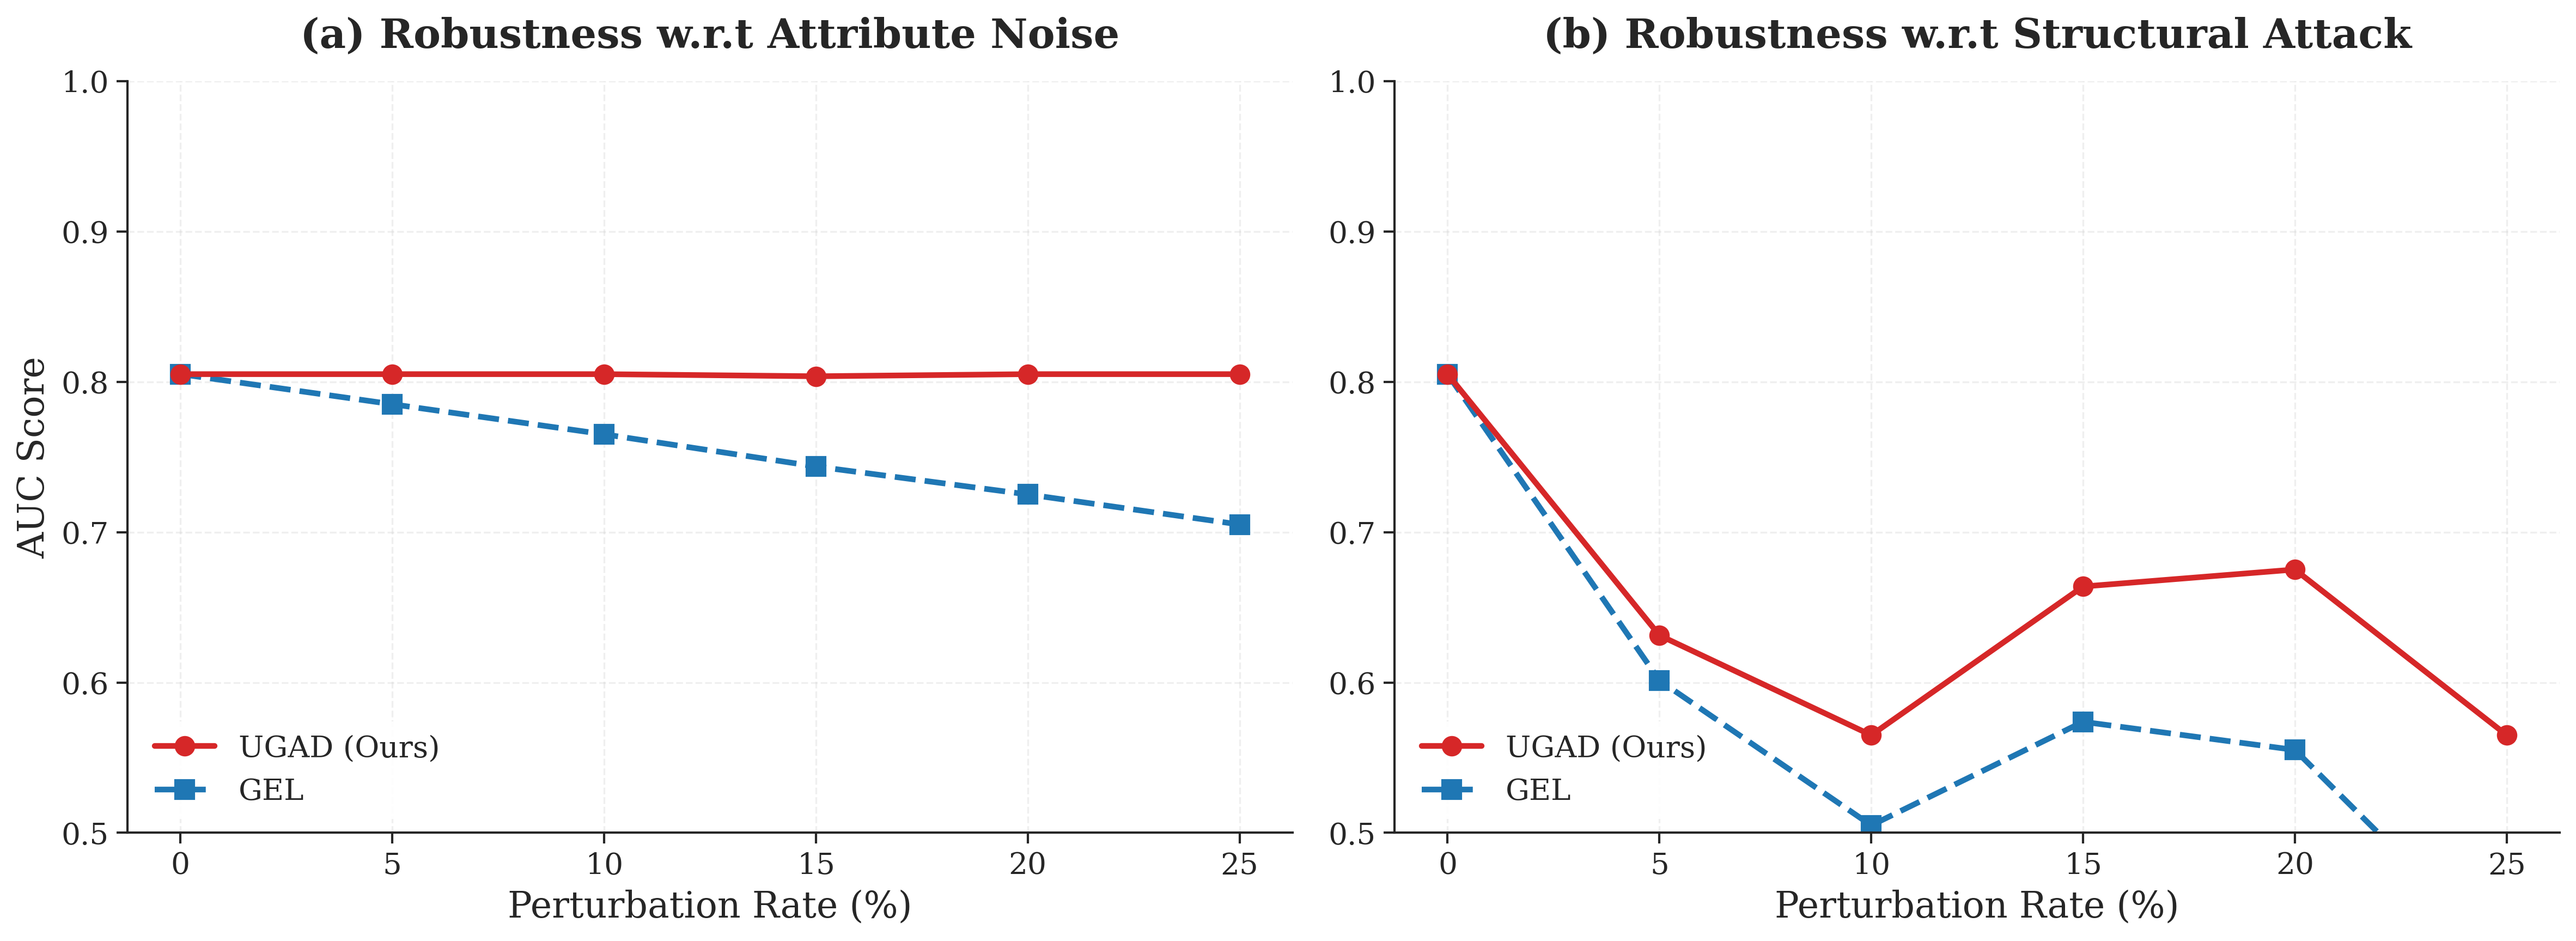 (a) Robustness w.r.t Attribute Noise
AUC Score
1.0
0.9
0.8
0.7
0.6
0.5
UGAD (Ours)
GEL
0 5 10 15 20 25
Perturbation Rate (%)
(b) Robustness w.r.t Structural Attack
1.0
0.9
0.8
0.7
0.6
0.5
UGAD (Ours)
GEL
0 5 10 15 20 25
Perturbation Rate (%)